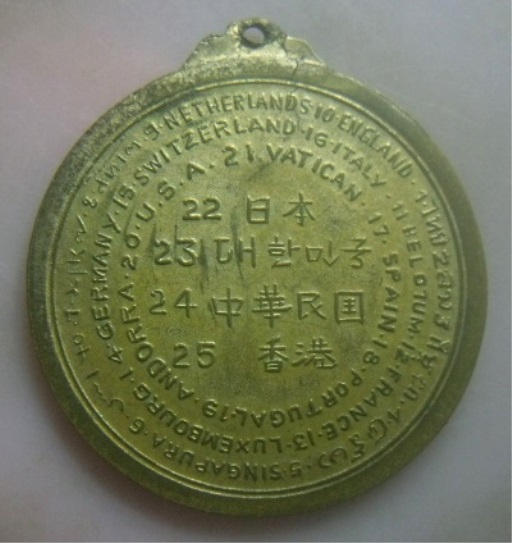 9·NETHERLANDS 10·ENGLAND· 11 BELGIUM·12·FRANCE·13·LUXEMBOURG·14·GERMANY·15·SWITZERLAND·16·ITALY·17·SPAIN·18·PORTUGAL·19·ANDORRA·20·U.S.A.·21·VATICAN
5·SINGAPURA·6
22 日本
23 대한민국
24 中華民国
25 香港